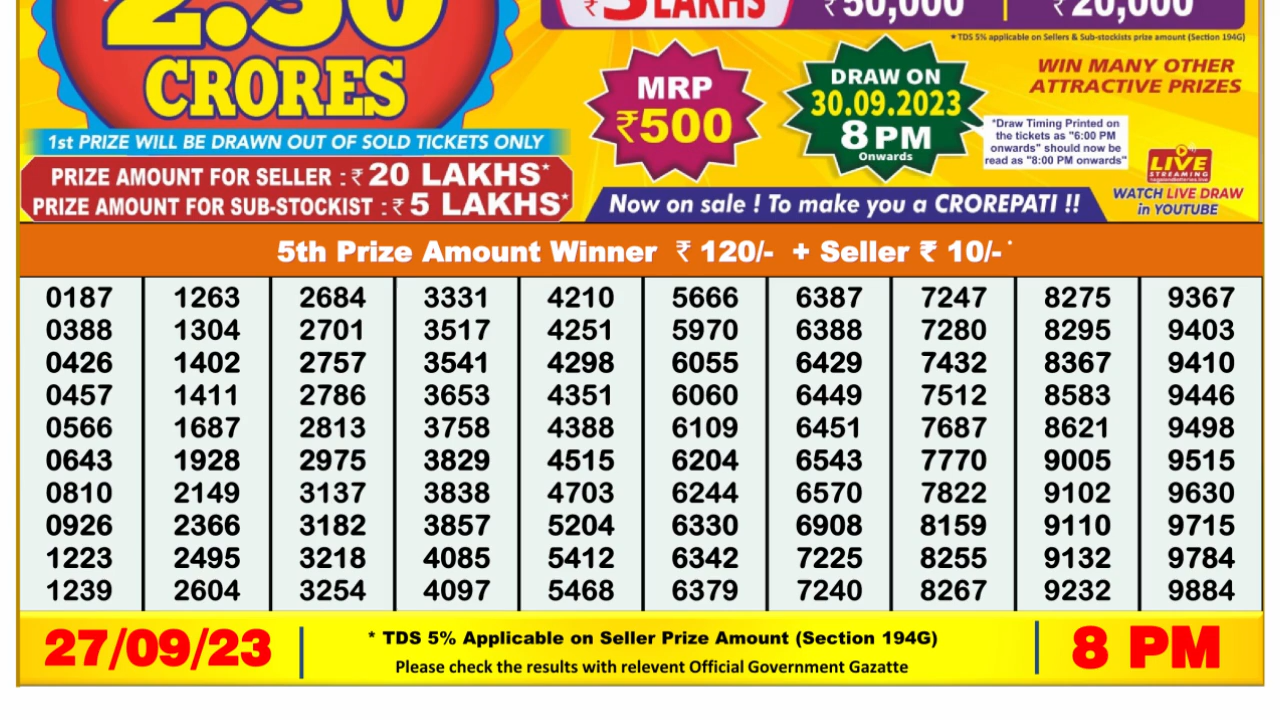 2.50
CRORES
1st PRIZE WILL BE DRAWN OUT OF SOLD TICKETS ONLY
PRIZE AMOUNT FOR SELLER : ₹ 20 LAKHS*
PRIZE AMOUNT FOR SUB-STOCKIST : ₹ 5 LAKHS*
LAKHS
₹50,000
₹20,000
* TDS 5% applicable on Sellers & Sub-stockists prize amount (Section 194G)
MRP
₹500
DRAW ON
30.09.2023
8 PM
Onwards
WIN MANY OTHER
ATTRACTIVE PRIZES
"Draw Timing Printed on
the tickets as "6:00 PM
onwards" should now be
read as "8:00 PM onwards"
LIVE
STREAMING
WATCH LIVE DRAW
in YOUTUBE
Now on sale ! To make you a CROREPATI !!
5th Prize Amount Winner ₹ 120/- + Seller ₹ 10/- *
0187 1263 2684 3331 4210 5666 6387 7247 8275 9367
0388 1304 2701 3517 4251 5970 6388 7280 8295 9403
0426 1402 2757 3541 4298 6055 6429 7432 8367 9410
0457 1411 2786 3653 4351 6060 6449 7512 8583 9446
0566 1687 2813 3758 4388 6109 6451 7687 8621 9498
0643 1928 2975 3829 4515 6204 6543 7770 9005 9515
0810 2149 3137 3838 4703 6244 6570 7822 9102 9630
0926 2366 3182 3857 5204 6330 6908 8159 9110 9715
1223 2495 3218 4085 5412 6342 7225 8255 9132 9784
1239 2604 3254 4097 5468 6379 7240 8267 9232 9884
27/09/23
* TDS 5% Applicable on Seller Prize Amount (Section 194G)
Please check the results with relevent Official Government Gazatte
8 PM